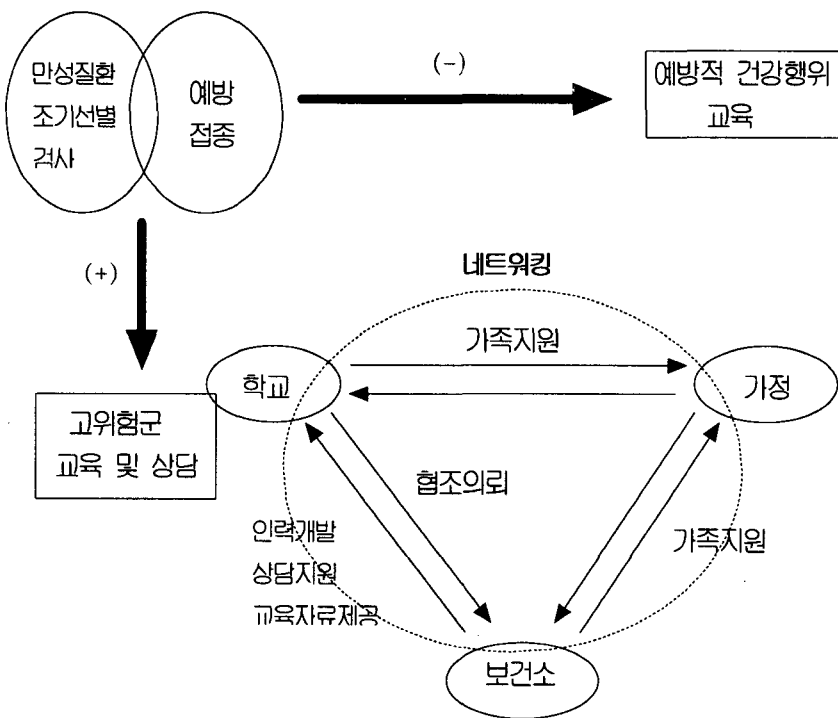 만성질환
조기선별
검사
예방
접종
(-)
예방적 건강행위
교육
(+)
네트워킹
가족지원
학교
가정
고위험군
교육 및 상담
협조의뢰
인력개발
상담지원
교육자료제공
가족지원
보건소